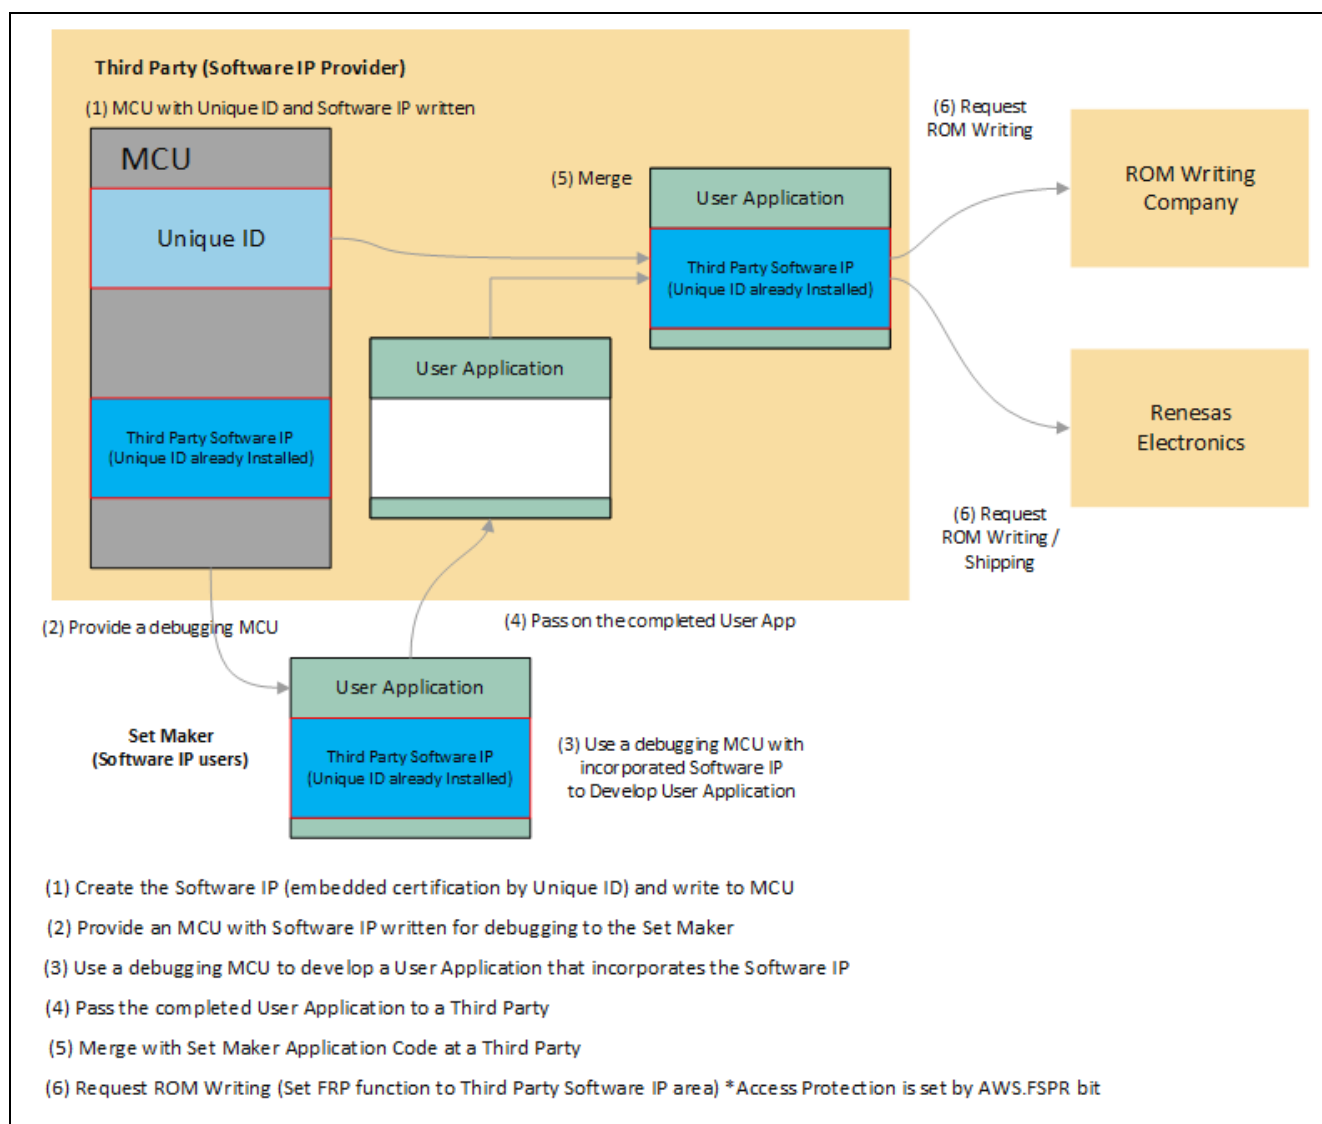 Third Party (Software IP Provider)
(1) MCU with Unique ID and Software IP written
MCU
Unique ID
Third Party Software IP
(Unique ID already Installed)
(5) Merge
User Application
Third Party Software IP
(Unique ID already Installed)
User Application
(6) Request
ROM Writing
ROM Writing
Company
Renesas
Electronics
(6) Request
ROM Writing /
Shipping
(2) Provide a debugging MCU
(4) Pass on the completed User App
Set Maker
(Software IP users)
User Application
Third Party Software IP
(Unique ID already Installed)
(3) Use a debugging MCU with
incorporated Software IP
to Develop User Application
(1) Create the Software IP (embedded certification by Unique ID) and write to MCU
(2) Provide an MCU with Software IP written for debugging to the Set Maker
(3) Use a debugging MCU to develop a User Application that incorporates the Software IP
(4) Pass the completed User Application to a Third Party
(5) Merge with Set Maker Application Code at a Third Party
(6) Request ROM Writing (Set FRP function to Third Party Software IP area) *Access Protection is set by AWS.FSPR bit